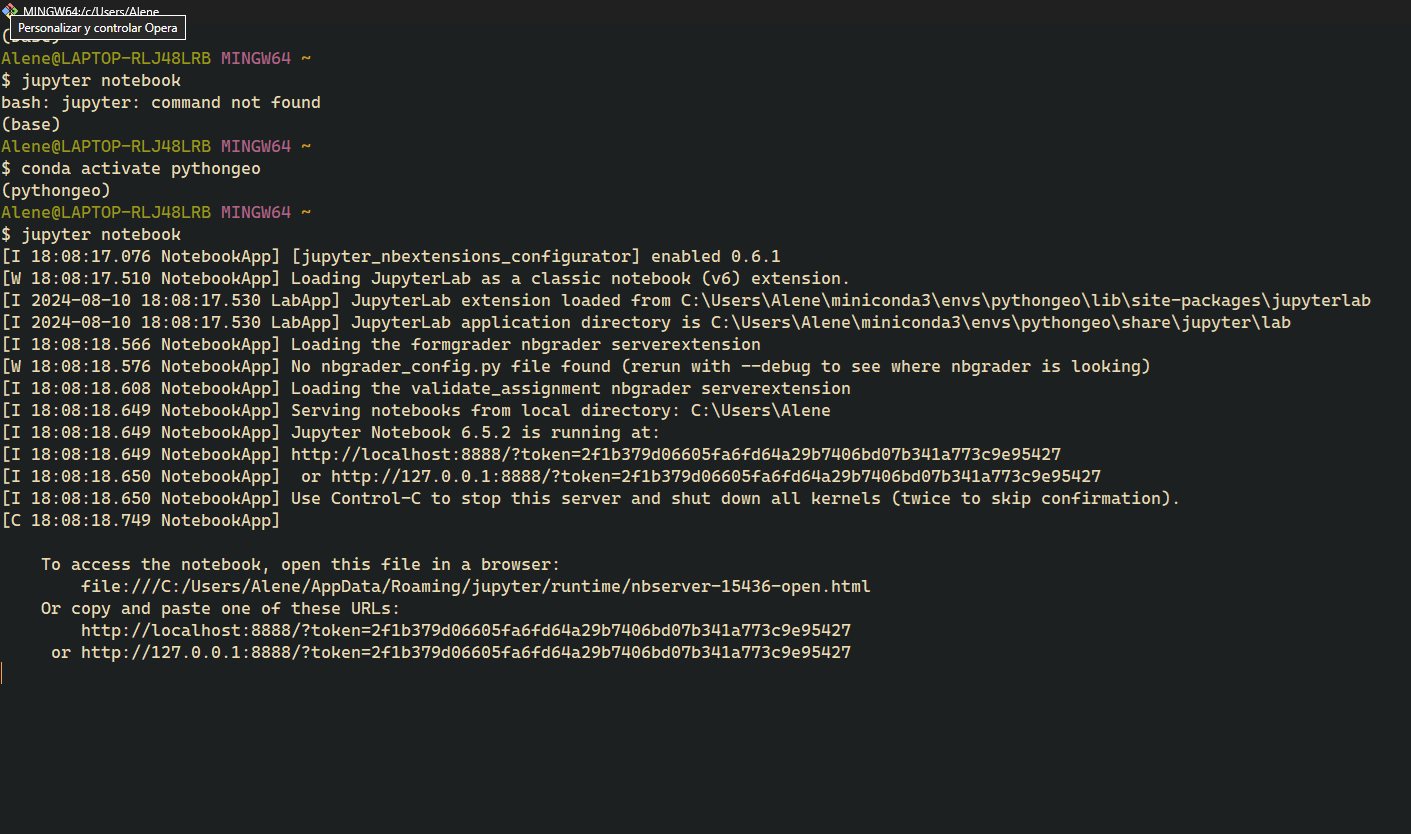 MINGW64:/c/Users/Alene
Personalizar y controlar Opera
Alene@LAPTOP-RLJ48LRB MINGW64 ~
$ jupyter notebook
bash: jupyter: command not found
(base)
Alene@LAPTOP-RLJ48LRB MINGW64 ~
$ conda activate pythongeo
(pythongeo)
Alene@LAPTOP-RLJ48LRB MINGW64 ~
$ jupyter notebook
[I 18:08:17.076 NotebookApp] [jupyter_nbextensions_configurator] enabled 0.6.1
[W 18:08:17.510 NotebookApp] Loading JupyterLab as a classic notebook (v6) extension.
[I 2024-08-10 18:08:17.530 LabApp] JupyterLab extension loaded from C:\Users\Alene\miniconda3\envs\pythongeo\lib\site-packages\jupyterlab
[I 2024-08-10 18:08:17.530 LabApp] JupyterLab application directory is C:\Users\Alene\miniconda3\envs\pythongeo\share\jupyter\lab
[I 18:08:18.566 NotebookApp] Loading the formgrader nbgrader serverextension
[W 18:08:18.576 NotebookApp] No nbgrader_config.py file found (rerun with --debug to see where nbgrader is looking)
[I 18:08:18.608 NotebookApp] Loading the validate_assignment nbgrader serverextension
[I 18:08:18.649 NotebookApp] Serving notebooks from local directory: C:\Users\Alene
[I 18:08:18.649 NotebookApp] Jupyter Notebook 6.5.2 is running at:
[I 18:08:18.649 NotebookApp] http://localhost:8888/?token=2f1b379d06605fa6fd64a29b7406bd07b341a773c9e95427
[I 18:08:18.650 NotebookApp]  or http://127.0.0.1:8888/?token=2f1b379d06605fa6fd64a29b7406bd07b341a773c9e95427
[I 18:08:18.650 NotebookApp] Use Control-C to stop this server and shut down all kernels (twice to skip confirmation).
[C 18:08:18.749 NotebookApp]
To access the notebook, open this file in a browser:
file:///C:/Users/Alene/AppData/Roaming/jupyter/runtime/nbserver-15436-open.html
Or copy and paste one of these URLs:
http://localhost:8888/?token=2f1b379d06605fa6fd64a29b7406bd07b341a773c9e95427
or http://127.0.0.1:8888/?token=2f1b379d06605fa6fd64a29b7406bd07b341a773c9e95427